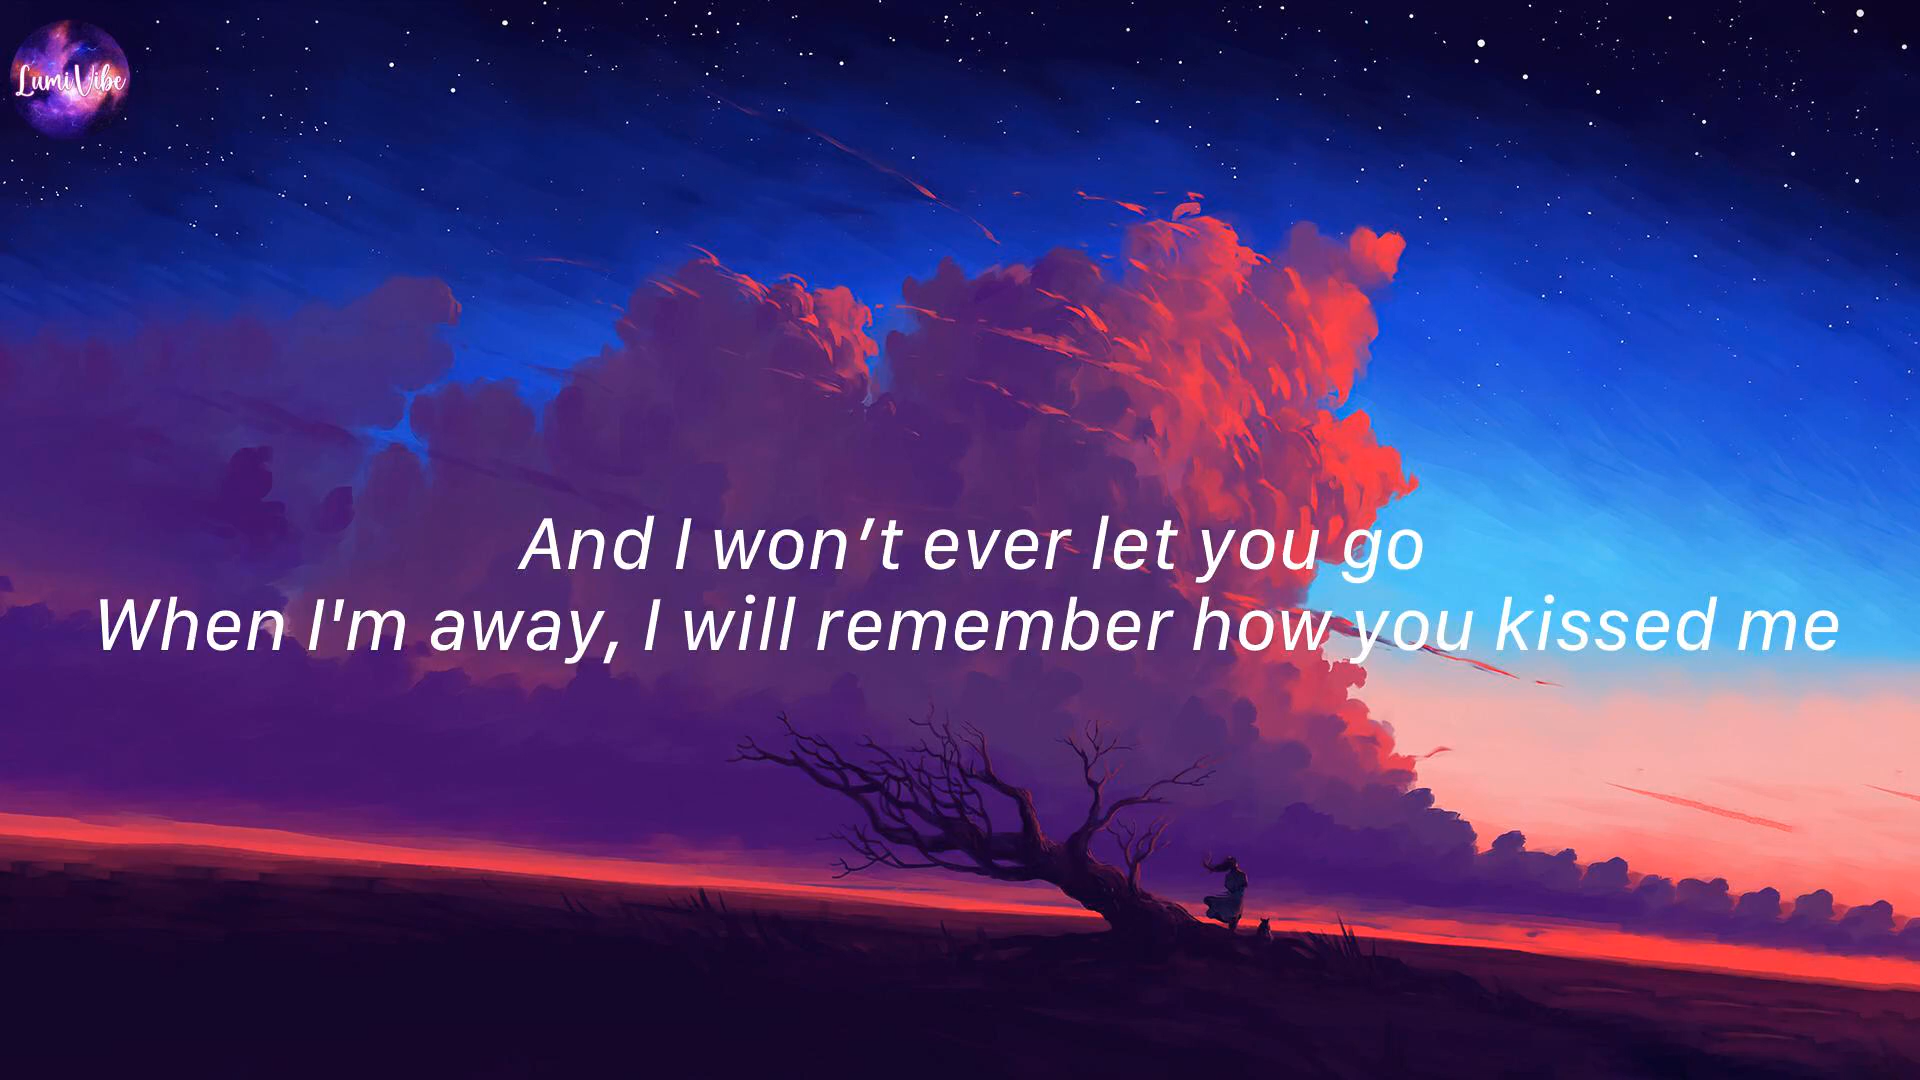 LumiVibe
And I won’t ever let you go
When I'm away, I will remember how you kissed me